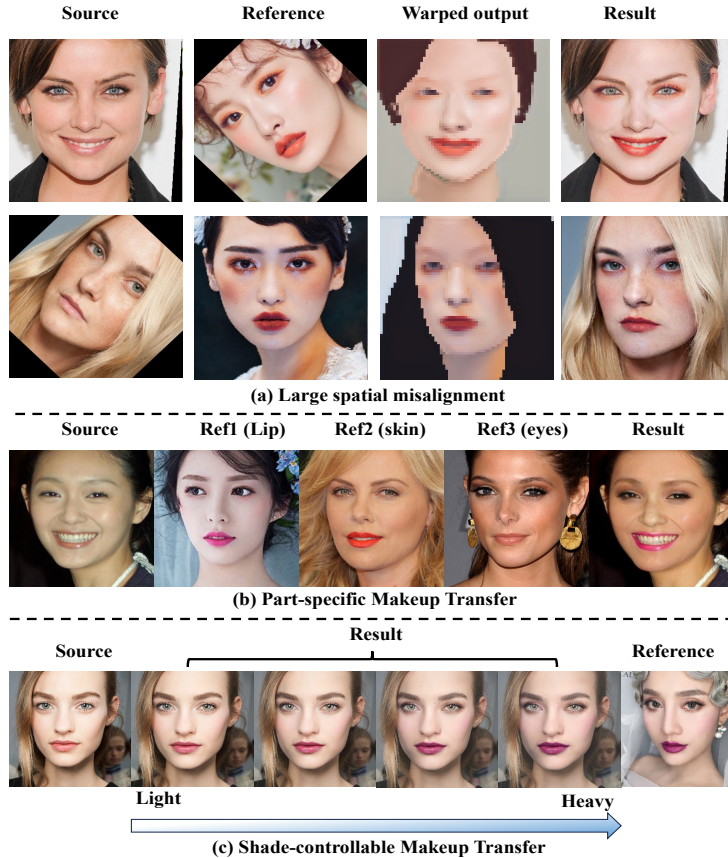 Source Reference Warped output Result
(a) Large spatial misalignment
Source Ref1 (Lip) Ref2 (skin) Ref3 (eyes) Result
(b) Part-specific Makeup Transfer
Result
Source Reference
Light Heavy
(c) Shade-controllable Makeup Transfer